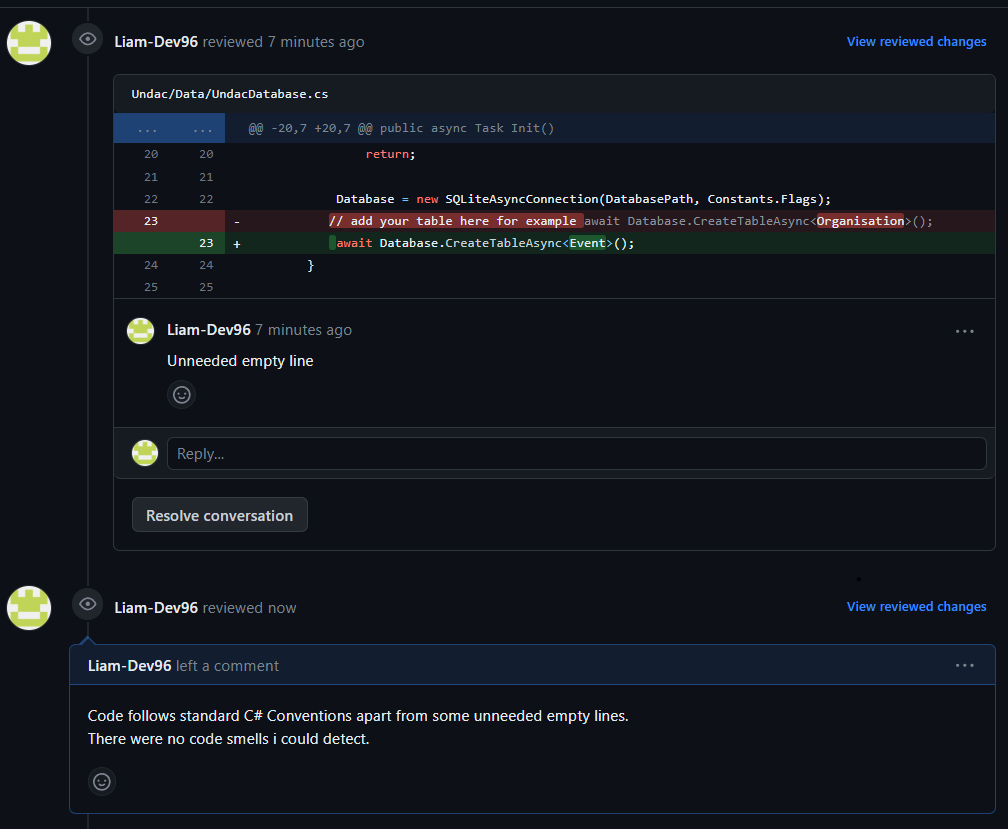 Liam-Dev96 reviewed 7 minutes ago View reviewed changes
Undac/Data/UndacDatabase.cs
... ... @@ -20,7 +20,7 @@ public async Task Init()
20 20 return;
21 21
22 22 Database = new SQLiteAsyncConnection(DatabasePath, Constants.Flags);
23 - // add your table here for example await Database.CreateTableAsync<Organisation>();
23 + await Database.CreateTableAsync<Event>();
24 24 }
25 25
Liam-Dev96 7 minutes ago ...
Unneeded empty line
Reply...
Resolve conversation
Liam-Dev96 reviewed now View reviewed changes
Liam-Dev96 left a comment ...
Code follows standard C# Conventions apart from some unneeded empty lines.
There were no code smells i could detect.